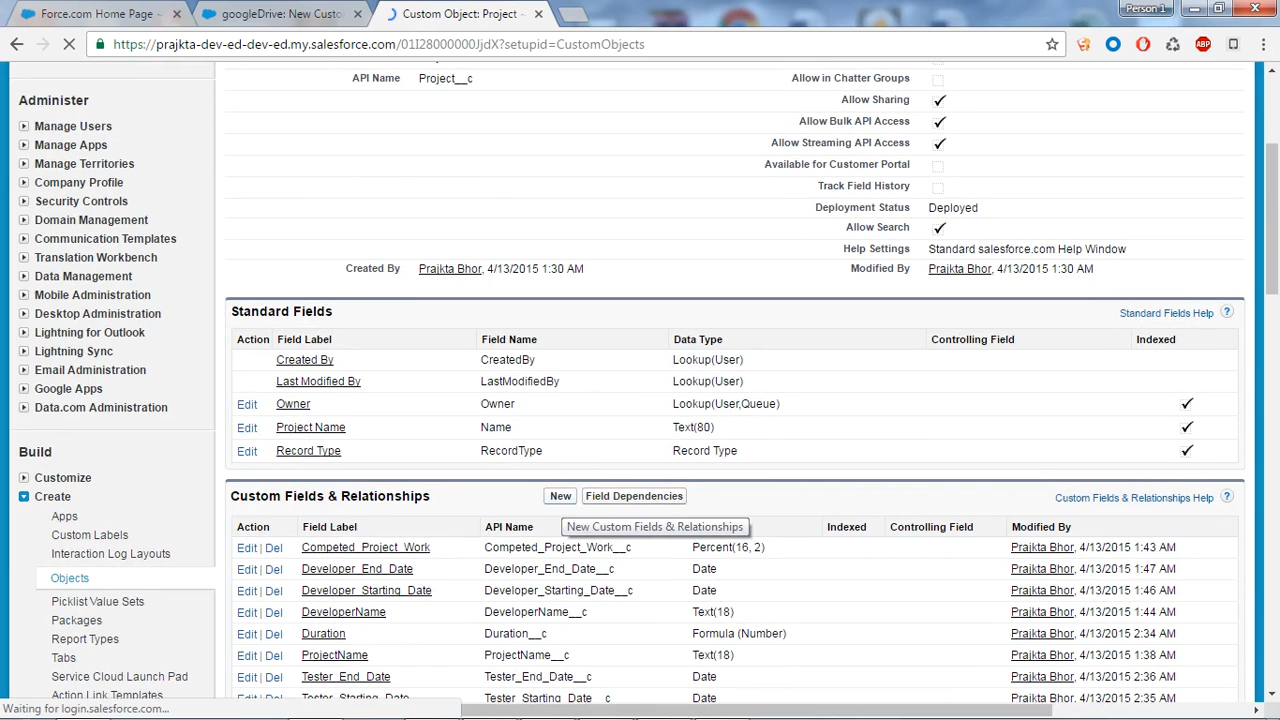 Force.com Home Page ~
googleDrive: New Custo
Custom Object: Project ~
Person 1
https://prajkta-dev-ed-dev-ed.my.salesforce.com/01I28000000JjdX?setupid=CustomObjects
ABP
Administer
Manage Users
Manage Apps
Manage Territories
Company Profile
Security Controls
Domain Management
Communication Templates
Translation Workbench
Data Management
Mobile Administration
Desktop Administration
Lightning for Outlook
Lightning Sync
Email Administration
Google Apps
Data.com Administration
Build
Customize
Create
Apps
Custom Labels
Interaction Log Layouts
Objects
Picklist Value Sets
Packages
Report Types
Tabs
Service Cloud Launch Pad
Action Link Templates
Waiting for login.salesforce.com...
API Name Project__c Allow in Chatter Groups
Allow Sharing ✓
Allow Bulk API Access ✓
Allow Streaming API Access ✓
Available for Customer Portal
Track Field History
Deployment Status Deployed
Allow Search ✓
Help Settings Standard salesforce.com Help Window
Created By Prajkta Bhor, 4/13/2015 1:30 AM Modified By Prajkta Bhor, 4/13/2015 1:30 AM
Standard Fields Standard Fields Help ?
Action Field Label Field Name Data Type Controlling Field Indexed
Created By CreatedBy Lookup(User)
Last Modified By LastModifiedBy Lookup(User)
Edit Owner Owner Lookup(User,Queue) ✓
Edit Project Name Name Text(80) ✓
Edit Record Type RecordType Record Type ✓
Custom Fields & Relationships New Field Dependencies Custom Fields & Relationships Help ?
New Custom Fields & Relationships
Action Field Label API Name Indexed Controlling Field Modified By
Edit | Del Competed_Project_Work Competed_Project_Work__c Percent(16, 2) Prajkta Bhor, 4/13/2015 1:43 AM
Edit | Del Developer_End_Date Developer_End_Date__c Date Prajkta Bhor, 4/13/2015 1:47 AM
Edit | Del Developer_Starting_Date Developer_Starting_Date__c Date Prajkta Bhor, 4/13/2015 1:46 AM
Edit | Del DeveloperName DeveloperName__c Text(18) Prajkta Bhor, 4/13/2015 1:44 AM
Edit | Del Duration Duration__c Formula (Number) Prajkta Bhor, 4/13/2015 2:34 AM
Edit | Del ProjectName ProjectName__c Text(18) Prajkta Bhor, 4/13/2015 1:38 AM
Edit | Del Tester_End_Date Tester_End_Date__c Date Prajkta Bhor, 4/13/2015 2:36 AM
Edit | Del Tester_Starting_Date Tester_Starting_Date__c Date Prajkta Bhor, 4/13/2015 2:35 AM